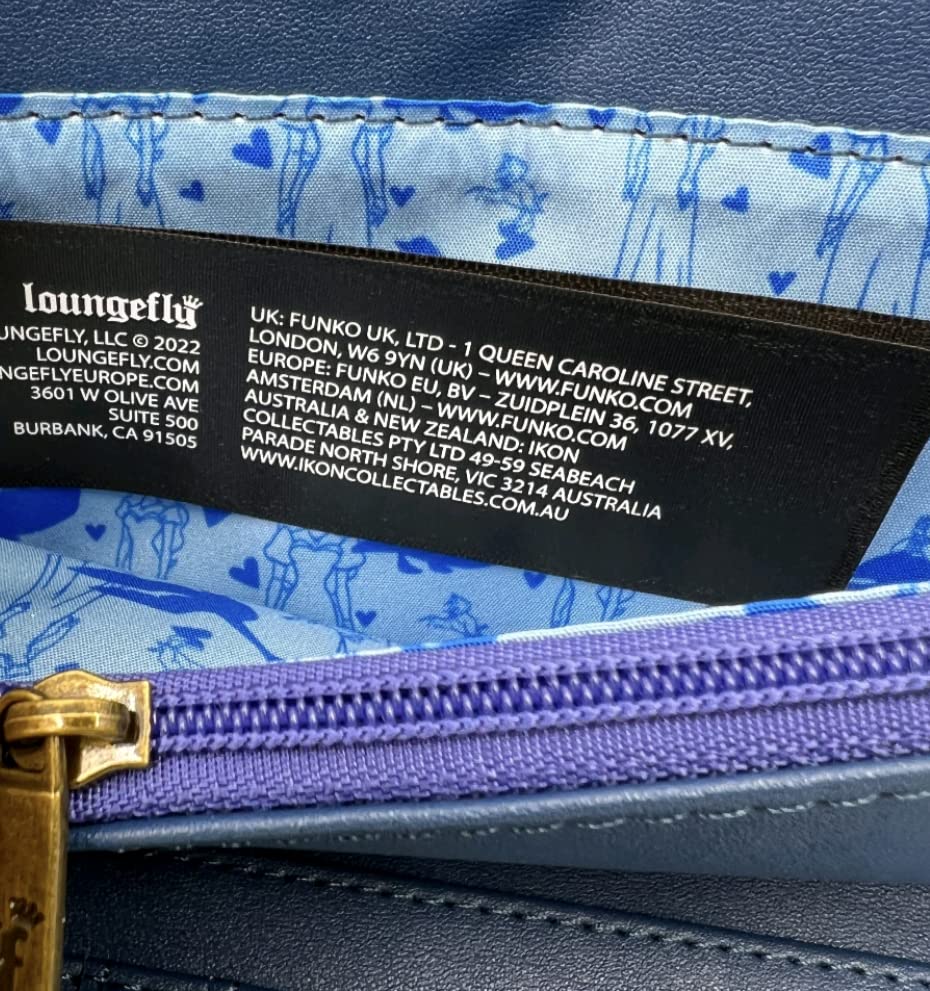 loungefly
UNGEFLY, LLC © 2022
LOUNGEFLY.COM
NGEFLYEUROPE.COM
3601 W OLIVE AVE
SUITE 500
BURBANK, CA 91505
UK: FUNKO UK, LTD - 1 QUEEN CAROLINE STREET,
LONDON, W6 9YN (UK) – WWW.FUNKO.COM
EUROPE: FUNKO EU, BV – ZUIDPLEIN 36, 1077 XV,
AMSTERDAM (NL) – WWW.FUNKO.COM
AUSTRALIA & NEW ZEALAND: IKON
COLLECTABLES PTY LTD 49-59 SEABEACH
PARADE NORTH SHORE, VIC 3214 AUSTRALIA
WWW.IKONCOLLECTABLES.COM.AU